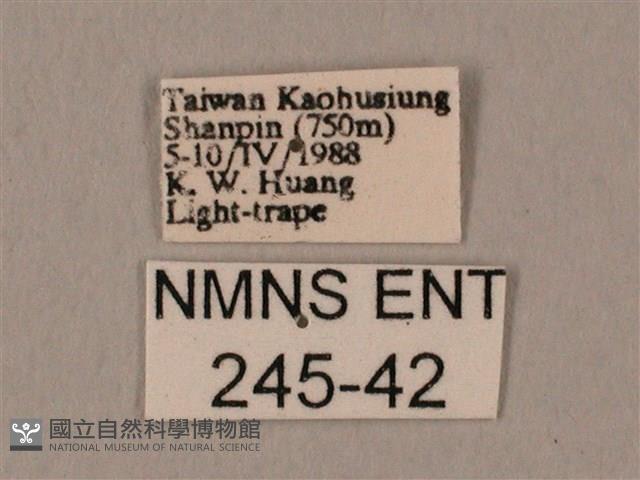 Taiwan Kaohusiung
Shanpin (750m)
5-10/IV/1988
K. W. Huang
Light-trape
NMNS ENT
245-42
國立自然科學博物館
NATIONAL MUSEUM OF NATURAL SCIENCE